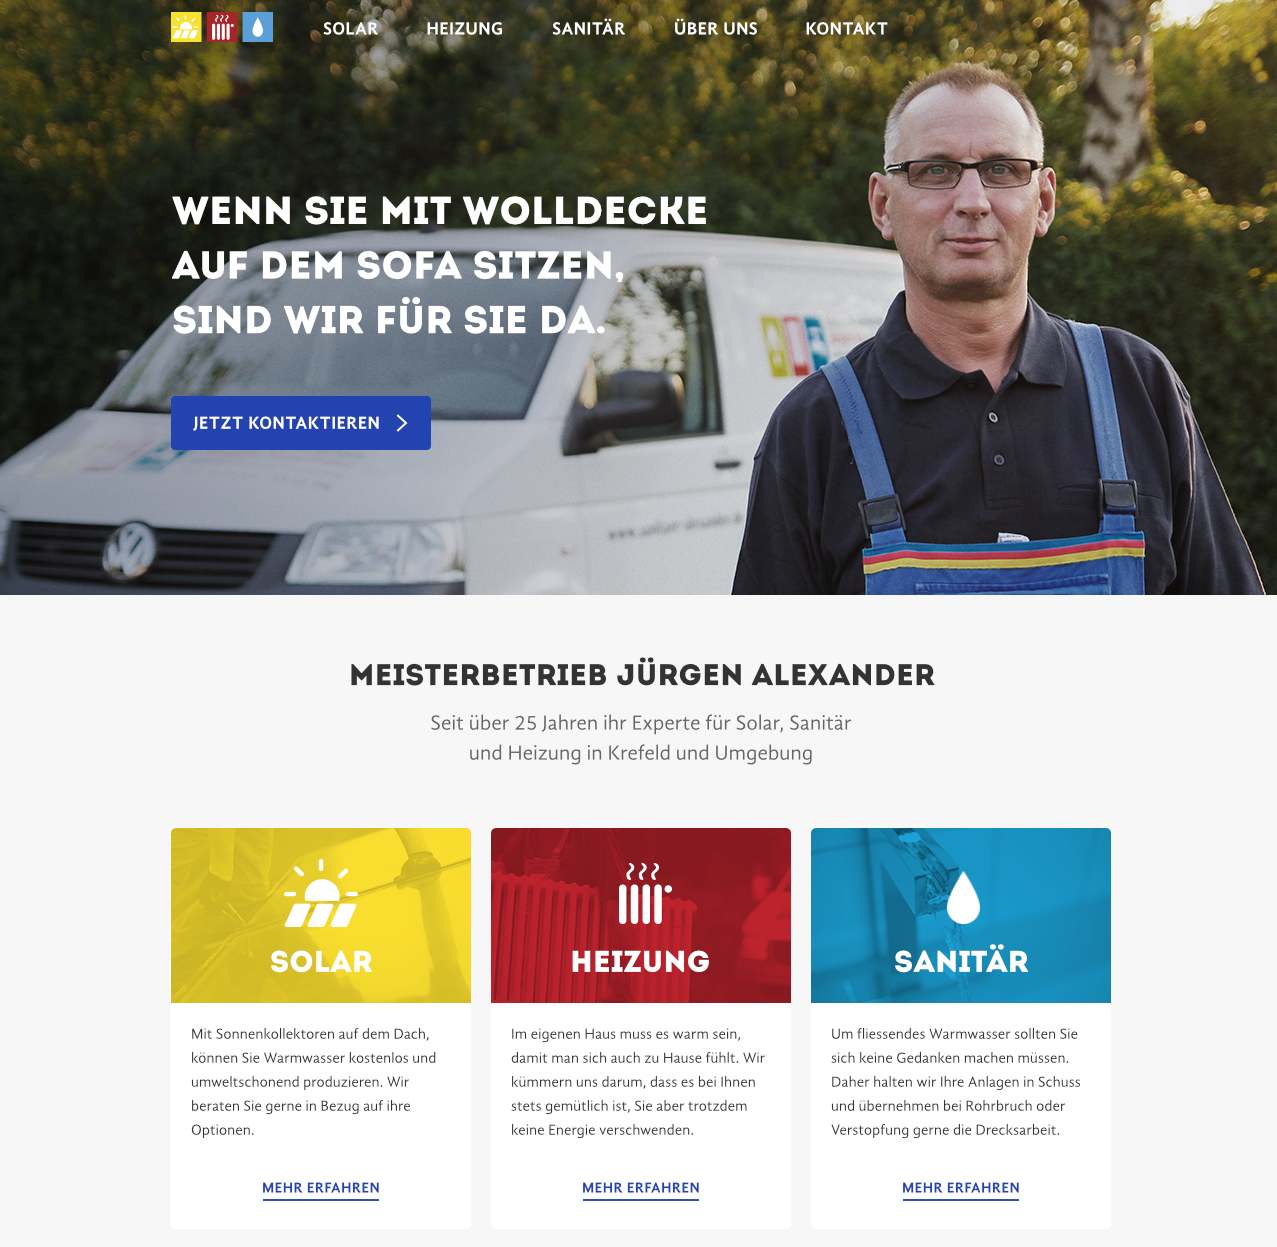 SOLAR
HEIZUNG
SANITÄR
ÜBER UNS
KONTAKT
WENN SIE MIT WOLLDECKE
AUF DEM SOFA SITZEN,
SIND WIR FÜR SIE DA.
JETZT KONTAKTIEREN
MEISTERBETRIEB JÜRGEN ALEXANDER
Seit über 25 Jahren ihr Experte für Solar, Sanitär
und Heizung in Krefeld und Umgebung
SOLAR
Mit Sonnenkollektoren auf dem Dach,
können Sie Warmwasser kostenlos und
umweltschonend produzieren. Wir
beraten Sie gerne in Bezug auf ihre
Optionen.
MEHR ERFAHREN
HEIZUNG
Im eigenen Haus muss es warm sein,
damit man sich auch zu Hause fühlt. Wir
kümmern uns darum, dass es bei Ihnen
stets gemütlich ist, Sie aber trotzdem
keine Energie verschwenden.
MEHR ERFAHREN
SANITÄR
Um fliessendes Warmwasser sollten Sie
sich keine Gedanken machen müssen.
Daher halten wir Ihre Anlagen in Schuss
und übernehmen bei Rohrbruch oder
Verstopfung gerne die Drecksarbeit.
MEHR ERFAHREN